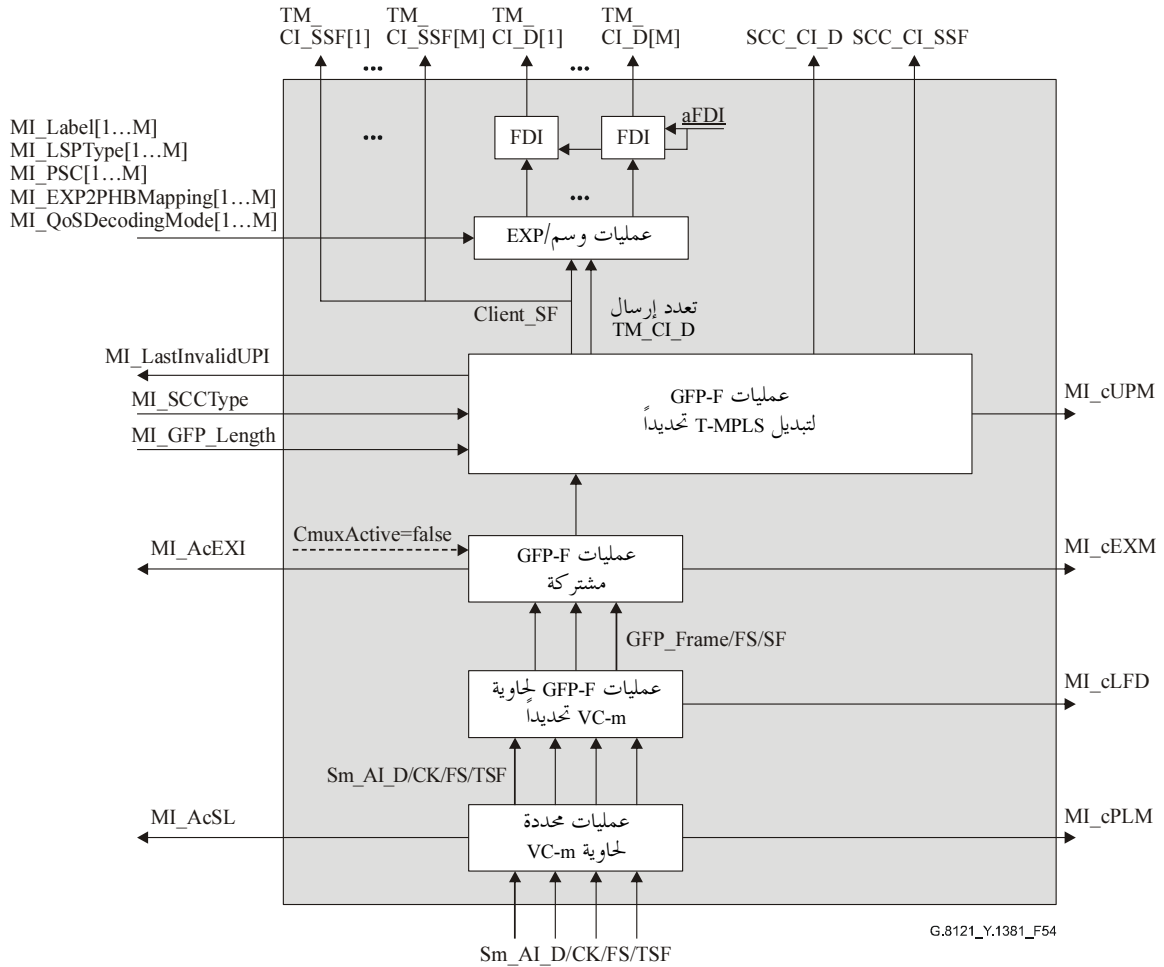 TM_
CI_SSF[1]
TM_
CI_SSF[M]
TM_
CI_D[1]
TM_
CI_D[M]
SCC_CI_D
SCC_CI_SSF
...
...
MI_Label[1…M]
MI_LSPType[1…M]
MI_PSC[1…M]
MI_EXP2PHBMapping[1…M]
MI_QoSDecodingMode[1…M]
...
FDI
FDI
aFDI
...
عمليات وسم/EXP
Client_SF
تعدد إرسال
TM_CI_D
MI_LastInvalidUPI
MI_SCCType
MI_GFP_Length
عمليات GFP-F
لتبديل T-MPLS تحديداً
MI_cUPM
CmuxActive=false
MI_AcEXI
عمليات GFP-F
مشتركة
MI_cEXM
GFP_Frame/FS/SF
عمليات GFP-F لحاوية
VC-m تحديداً
MI_cLFD
Sm_AI_D/CK/FS/TSF
MI_AcSL
عمليات محددة
لحاوية VC-m
MI_cPLM
G.8121_Y.1381_F54
Sm_AI_D/CK/FS/TSF